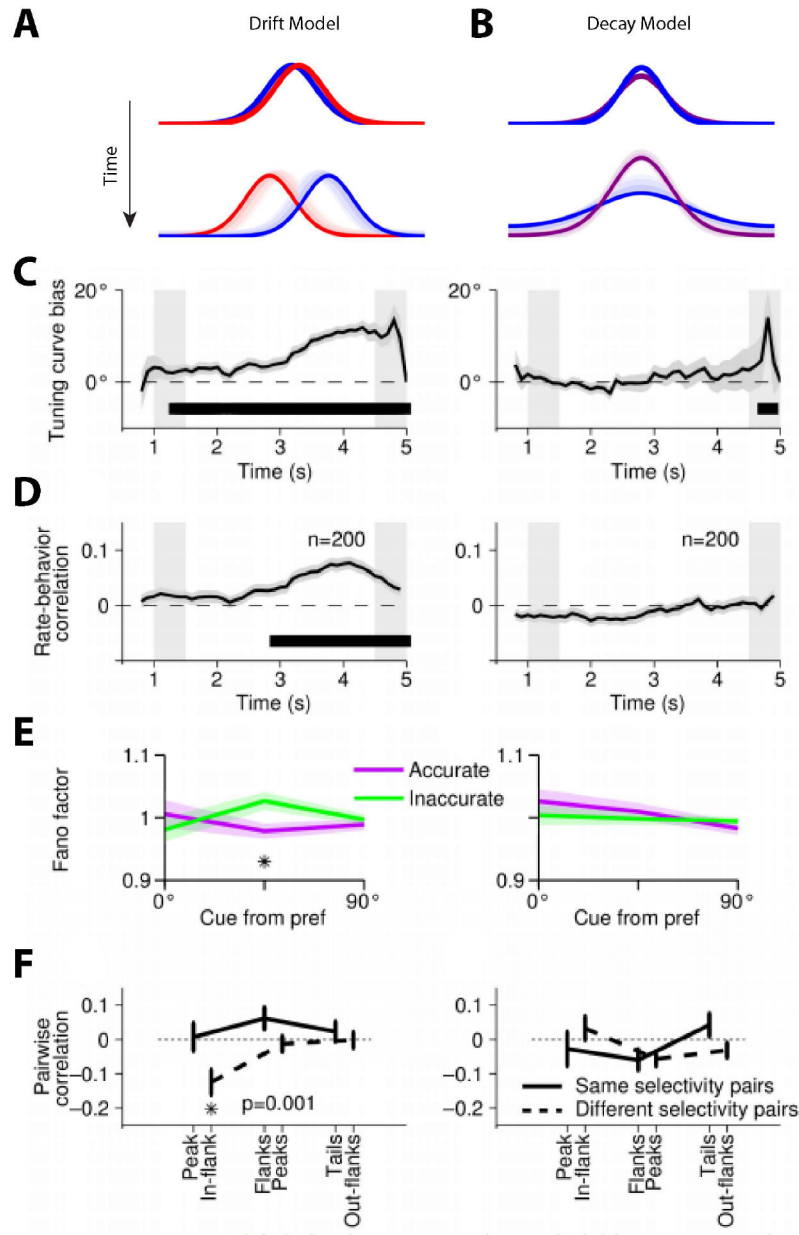 A
Drift Model
B
Decay Model
Time
C
Tuning curve bias
20°
0°
1 2 3 4 5
Time (s)
20°
0°
1 2 3 4 5
Time (s)
D
Rate-behavior
correlation
0.1
0
n=200
1 2 3 4 5
Time (s)
0.1
0
n=200
1 2 3 4 5
Time (s)
E
Fano factor
1.1
1
0.9
Accurate
Inaccurate
*
0° 90°
Cue from pref
1.1
1
0.9
0° 90°
Cue from pref
F
Pairwise
correlation
0.1
0
−0.1
−0.2
* p=0.001
Peak
In-flank
Flanks
Peaks
Tails
Out-flanks
0.1
0
−0.1
−0.2
Same selectivity pairs
Different selectivity pairs
Peak
In-flank
Flanks
Peaks
Tails
Out-flanks